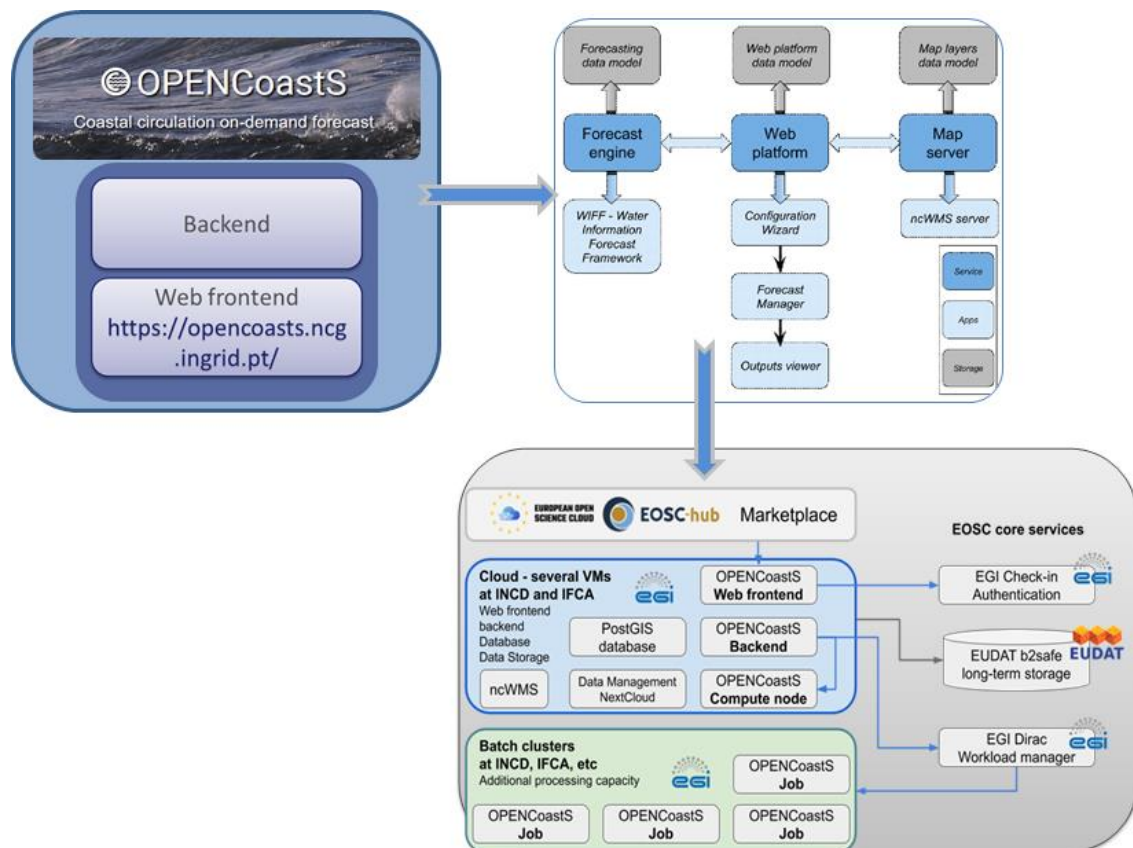 OPENCoastS
Coastal circulation on-demand forecast
Backend
Web frontend
https://opencoasts.ncg
.ingrid.pt/
Forecasting
data model
Web platform
data model
Map layers
data model
Forecast
engine
Web
platform
Map
server
WIFF - Water
Information
Forecast
Framework
Configuration
Wizard
ncWMS server
Forecast
Manager
Outputs viewer
Service
Apps
Storage
EUROPEAN OPEN
SCIENCE CLOUD
EOSC-hub
Marketplace
EOSC core services
Cloud - several VMs
at INCD and IFCA
Web frontend
backend
Database
Data Storage
egi
OPENCoastS
Web frontend
PostGIS
database
OPENCoastS
Backend
ncWMS
Data Management
NextCloud
OPENCoastS
Compute node
EGI Check-in
Authentication
egi
EUDAT b2safe
long-term storage
EUDAT
EGI Dirac
Workload manager
egi
Batch clusters
at INCD, IFCA, etc
Additional processing capacity
egi
OPENCoastS
Job
OPENCoastS
Job
OPENCoastS
Job
OPENCoastS
Job